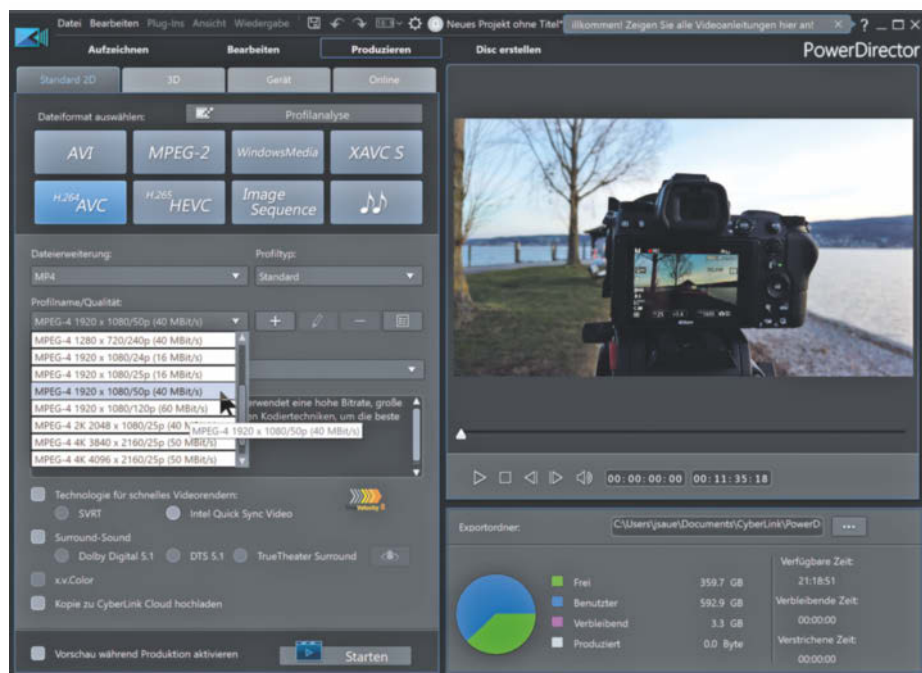 Datei Bearbeiten Plug-Ins Ansicht Wiedergabe
Neues Projekt ohne Titel*
illkommen! Zeigen Sie alle Videoanleitungen hier an!
Aufzeichnen Bearbeiten Produzieren Disc erstellen
PowerDirector
Standard 2D 3D Gerät Online
Dateiformat auswählen: Profilanalyse
AVI MPEG-2 WindowsMedia XAVC S
H.264 AVC H.265 HEVC Image Sequence
Dateierweiterung: Profiltyp:
MP4 Standard
Profilname/Qualität:
MPEG-4 1920 x 1080/50p (40 MBit/s)
MPEG-4 1280 x 720/240p (40 MBit/s)
MPEG-4 1920 x 1080/24p (16 MBit/s)
MPEG-4 1920 x 1080/25p (16 MBit/s)
MPEG-4 1920 x 1080/50p (40 MBit/s)
MPEG-4 1920 x 1080/120p (60 MBit/s)
MPEG-4 2K 2048 x 1080/25p (40 M
MPEG-4 1920 x 1080/50p (40 MBit/s)
MPEG-4 4K 3840 x 2160/25p (50 MBit/s)
MPEG-4 4K 4096 x 2160/25p (50 MBit/s)
erwendet eine hohe Bitrate, große
en Kodiertechniken, um die beste
Technologie für schnelles Videorendern:
SVRT Intel Quick Sync Video
Surround-Sound
Dolby Digital 5.1 DTS 5.1 TrueTheater Surround
x.v.Color
Kopie zu CyberLink Cloud hochladen
Vorschau während Produktion aktivieren
Starten
Nikon
00:00:00:00 00:11:35:18
Exportordner: C:\Users\jsaue\Documents\CyberLink\PowerD ...
Frei 359.7 GB
Benutzter 592.9 GB
Verbleibend 3.3 GB
Produziert 0.0 Byte
Verfügbare Zeit:
21:18:51
Verbleibende Zeit:
00:00:00
Verstrichene Zeit:
00:00:00